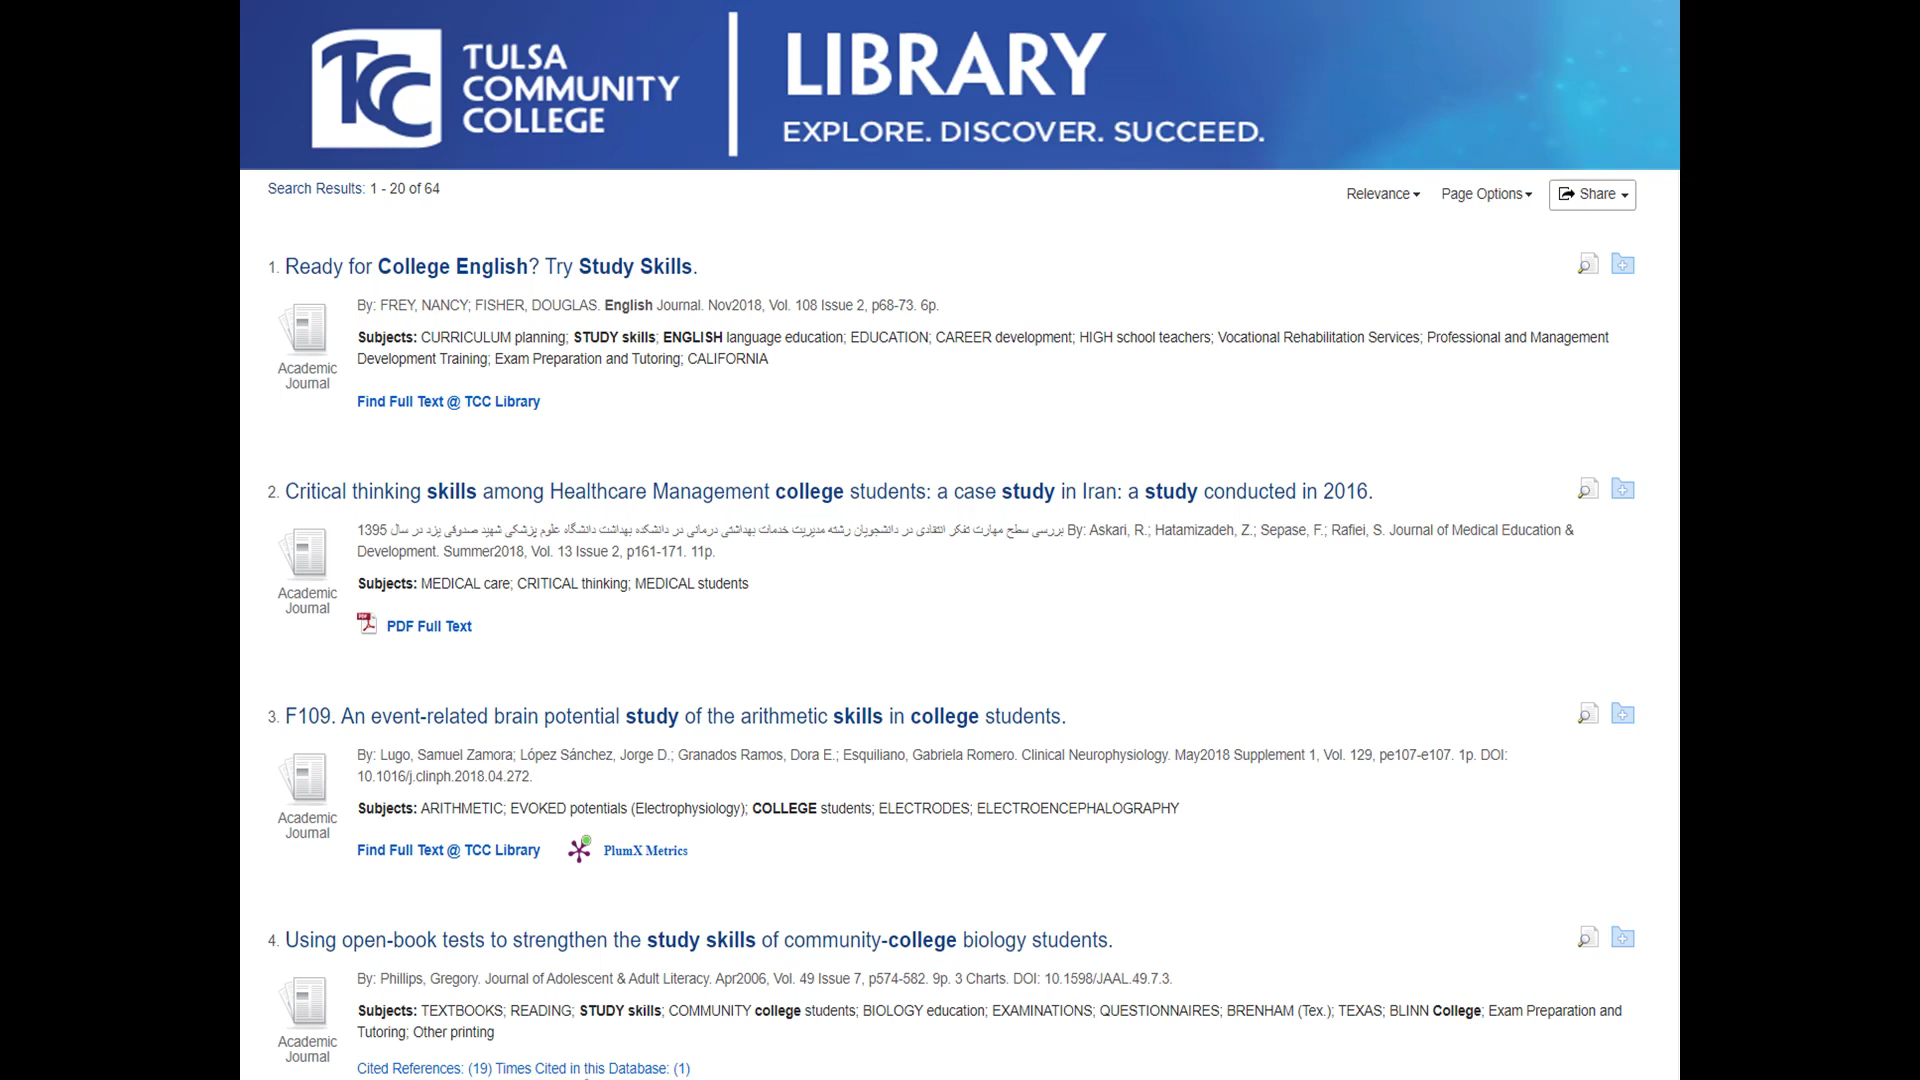 TCC
TULSA
COMMUNITY
COLLEGE
LIBRARY
EXPLORE. DISCOVER. SUCCEED.
Search Results: 1 - 20 of 64
Relevance Page Options Share
1. Ready for College English? Try Study Skills.
By: FREY, NANCY; FISHER, DOUGLAS. English Journal. Nov2018, Vol. 108 Issue 2, p68-73. 6p.
Subjects: CURRICULUM planning; STUDY skills; ENGLISH language education; EDUCATION; CAREER development; HIGH school teachers; Vocational Rehabilitation Services; Professional and Management
Development Training; Exam Preparation and Tutoring; CALIFORNIA
Academic
Journal
Find Full Text @ TCC Library
2. Critical thinking skills among Healthcare Management college students: a case study in Iran: a study conducted in 2016.
بررسی سطح مهارت تفکر انتقادی در دانشجویان رشته مدیریت خدمات بهداشتی درمانی در دانشکده بهداشت دانشگاه علوم پزشکی شهید صدوقی یزد در سال 1395 By: Askari, R.; Hatamizadeh, Z.; Sepase, F.; Rafiei, S. Journal of Medical Education &
Development. Summer2018, Vol. 13 Issue 2, p161-171. 11p.
Subjects: MEDICAL care; CRITICAL thinking; MEDICAL students
Academic
Journal
PDF Full Text
3. F109. An event-related brain potential study of the arithmetic skills in college students.
By: Lugo, Samuel Zamora; López Sánchez, Jorge D.; Granados Ramos, Dora E.; Esquiliano, Gabriela Romero. Clinical Neurophysiology. May2018 Supplement 1, Vol. 129, pe107-e107. 1p. DOI:
10.1016/j.clinph.2018.04.272.
Subjects: ARITHMETIC; EVOKED potentials (Electrophysiology); COLLEGE students; ELECTRODES; ELECTROENCEPHALOGRAPHY
Academic
Journal
Find Full Text @ TCC Library PlumX Metrics
4. Using open-book tests to strengthen the study skills of community-college biology students.
By: Phillips, Gregory. Journal of Adolescent & Adult Literacy. Apr2006, Vol. 49 Issue 7, p574-582. 9p. 3 Charts. DOI: 10.1598/JAAL.49.7.3.
Subjects: TEXTBOOKS; READING; STUDY skills; COMMUNITY college students; BIOLOGY education; EXAMINATIONS; QUESTIONNAIRES; BRENHAM (Tex.); TEXAS; BLINN College; Exam Preparation and
Tutoring; Other printing
Academic
Journal
Cited References: (19) Times Cited in this Database: (1)